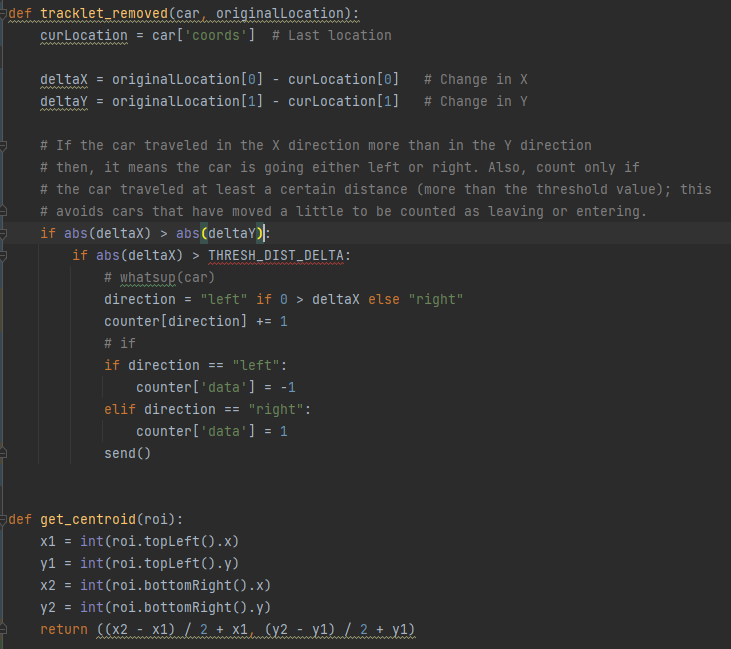 def tracklet_removed(car, originalLocation):
    curLocation = car['coords']  # Last location

    deltaX = originalLocation[0] - curLocation[0]   # Change in X
    deltaY = originalLocation[1] - curLocation[1]   # Change in Y

    # If the car traveled in the X direction more than in the Y direction
    # then, it means the car is going either left or right. Also, count only if
    # the car traveled at least a certain distance (more than the threshold value); this
    # avoids cars that have moved a little to be counted as leaving or entering.
    if abs(deltaX) > abs(deltaY):
        if abs(deltaX) > THRESH_DIST_DELTA:
            # whatsup(car)
            direction = "left" if 0 > deltaX else "right"
            counter[direction] += 1
            # if
            if direction == "left":
                counter['data'] = -1
            elif direction == "right":
                counter['data'] = 1
            send()


def get_centroid(roi):
    x1 = int(roi.topLeft().x)
    y1 = int(roi.topLeft().y)
    x2 = int(roi.bottomRight().x)
    y2 = int(roi.bottomRight().y)
    return ((x2 - x1) / 2 + x1, (y2 - y1) / 2 + y1)